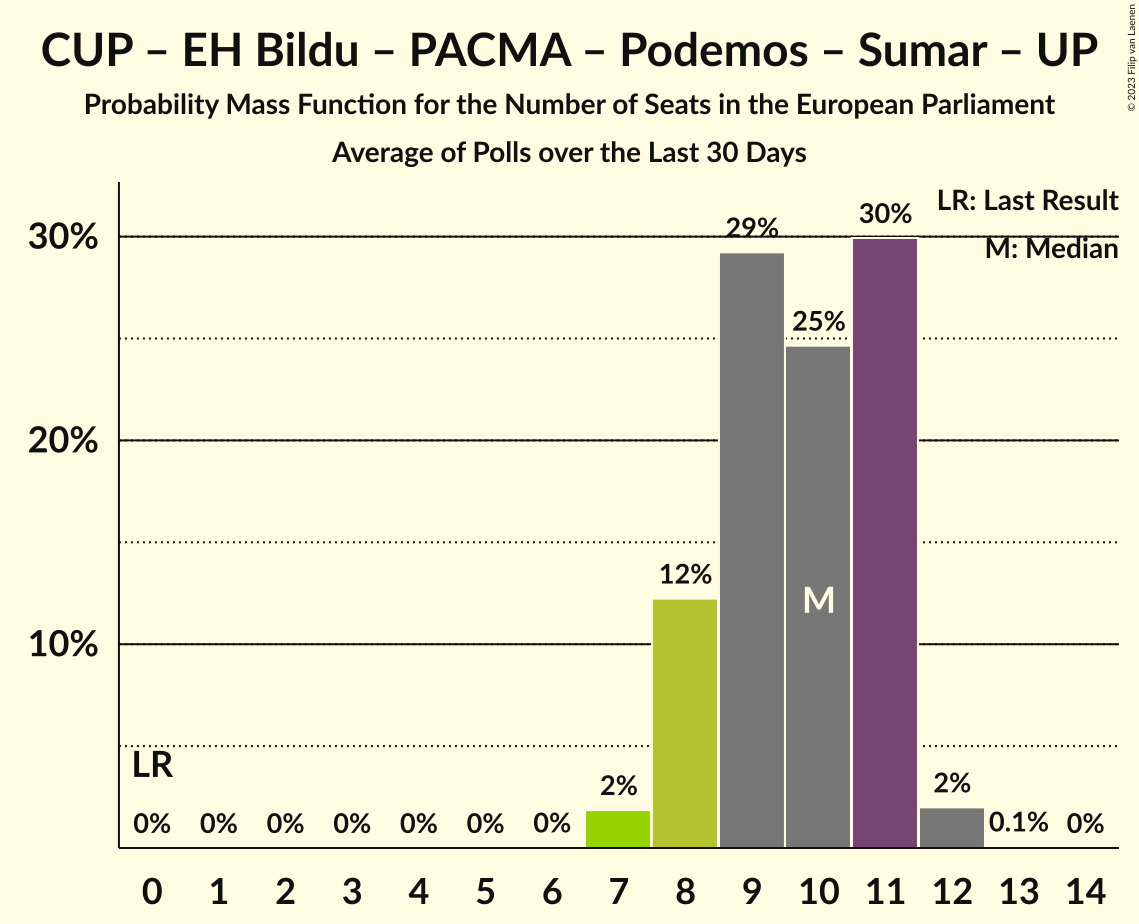 CUP – EH Bildu – PACMA – Podemos – Sumar – UP
Probability Mass Function for the Number of Seats in the European Parliament
Average of Polls over the Last 30 Days
© 2023 Filip van Laenen
LR: Last Result
M: Median
30%
20%
10%
29%
30%
25%
12%
M
LR
0% 0% 0% 0% 0% 0% 0% 2% 2% 0.1% 0%
0 1 2 3 4 5 6 7 8 9 10 11 12 13 14